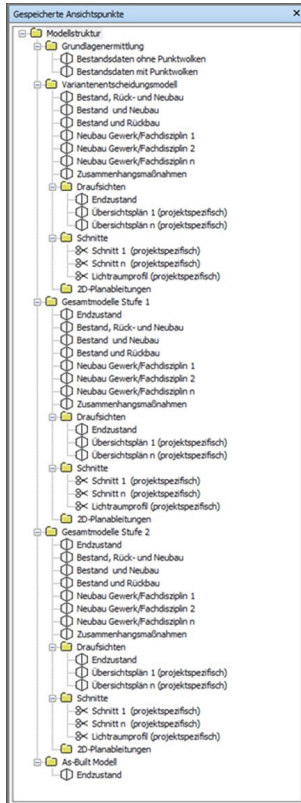 Gespeicherte Ansichtspunkte
Modellstruktur
Grundlagenermittlung
Bestandsdaten ohne Punktwolken
Bestandsdaten mit Punktwolken
Variantenentscheidungsmodell
Bestand, Rück- und Neubau
Bestand und Neubau
Bestand und Rückbau
Neubau Gewerk/Fachdisziplin 1
Neubau Gewerk/Fachdisziplin 2
Neubau Gewerk/Fachdisziplin n
Zusammenhangsmaßnahmen
Draufsichten
Endzustand
Übersichtsplän 1 (projektspezifisch)
Übersichtsplän n (projektspezifisch)
Schnitte
Schnitt 1 (projektspezifisch)
Schnitt n (projektspezifisch)
Lichtraumprofil (projektspezifisch)
2D-Planableitungen
Gesamtmodelle Stufe 1
Endzustand
Bestand, Rück- und Neubau
Bestand und Neubau
Bestand und Rückbau
Neubau Gewerk/Fachdisziplin 1
Neubau Gewerk/Fachdisziplin 2
Neubau Gewerk/Fachdisziplin n
Zusammenhangsmaßnahmen
Draufsichten
Endzustand
Übersichtsplän 1 (projektspezifisch)
Übersichtsplän n (projektspezifisch)
Schnitte
Schnitt 1 (projektspezifisch)
Schnitt n (projektspezifisch)
Lichtraumprofil (projektspezifisch)
2D-Planableitungen
Gesamtmodelle Stufe 2
Endzustand
Bestand, Rück- und Neubau
Bestand und Neubau
Bestand und Rückbau
Neubau Gewerk/Fachdisziplin 1
Neubau Gewerk/Fachdisziplin 2
Neubau Gewerk/Fachdisziplin n
Zusammenhangsmaßnahmen
Draufsichten
Endzustand
Übersichtsplän 1 (projektspezifisch)
Übersichtsplän n (projektspezifisch)
Schnitte
Schnitt 1 (projektspezifisch)
Schnitt n (projektspezifisch)
Lichtraumprofil (projektspezifisch)
2D-Planableitungen
As-Built Modell
Endzustand